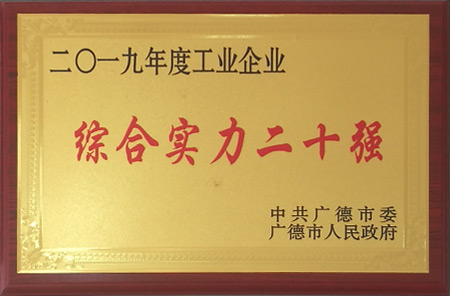 二〇一九年度工业企业
综合实力二十强
中共广德市委
广德市人民政府